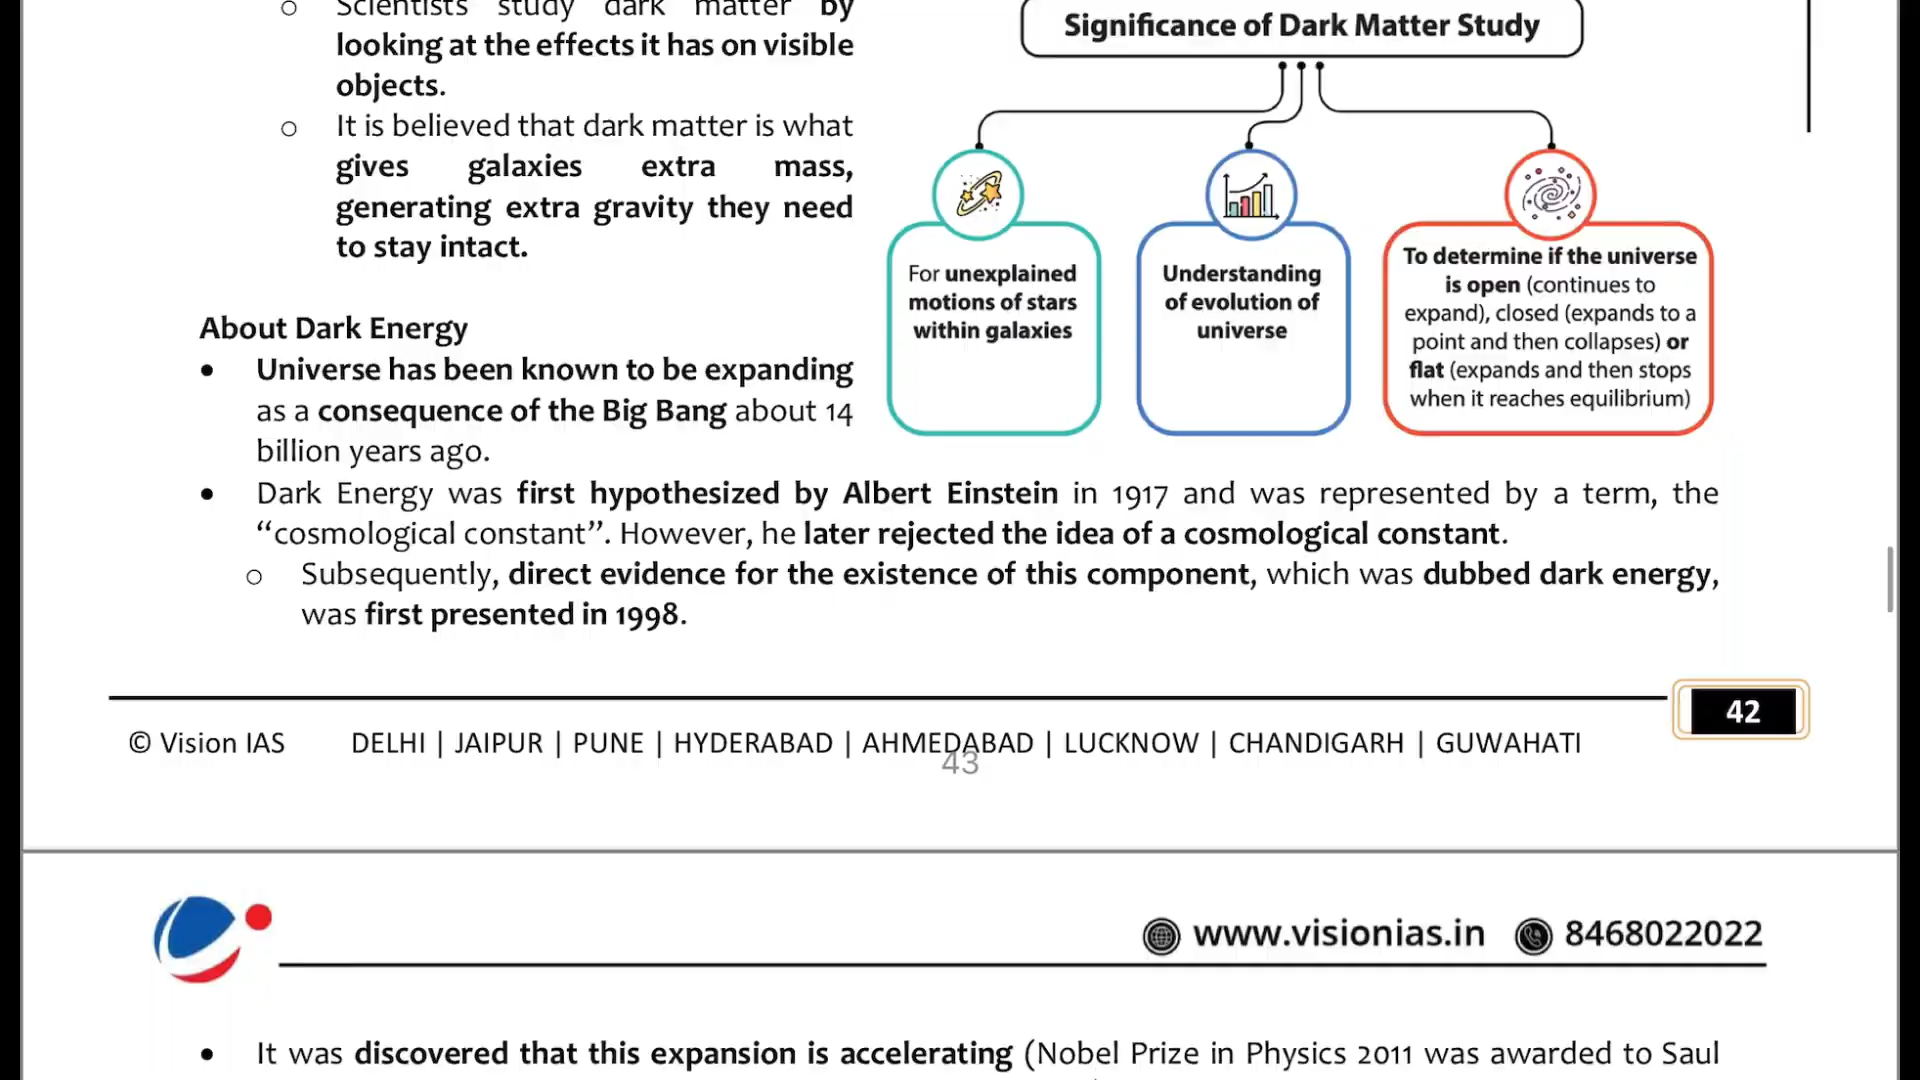 Scientists study dark matter by
looking at the effects it has on visible
objects.
It is believed that dark matter is what
gives galaxies extra mass,
generating extra gravity they need
to stay intact.
Significance of Dark Matter Study
For unexplained
motions of stars
within galaxies
Understanding
of evolution of
universe
To determine if the universe
is open (continues to
expand), closed (expands to a
point and then collapses) or
flat (expands and then stops
when it reaches equilibrium)
About Dark Energy
• Universe has been known to be expanding
as a consequence of the Big Bang about 14
billion years ago.
• Dark Energy was first hypothesized by Albert Einstein in 1917 and was represented by a term, the
“cosmological constant”. However, he later rejected the idea of a cosmological constant.
Subsequently, direct evidence for the existence of this component, which was dubbed dark energy,
was first presented in 1998.
42
© Vision IAS DELHI | JAIPUR | PUNE | HYDERABAD | AHMEDABAD | LUCKNOW | CHANDIGARH | GUWAHATI
43
www.visionias.in 8468022022
• It was discovered that this expansion is accelerating (Nobel Prize in Physics 2011 was awarded to Saul